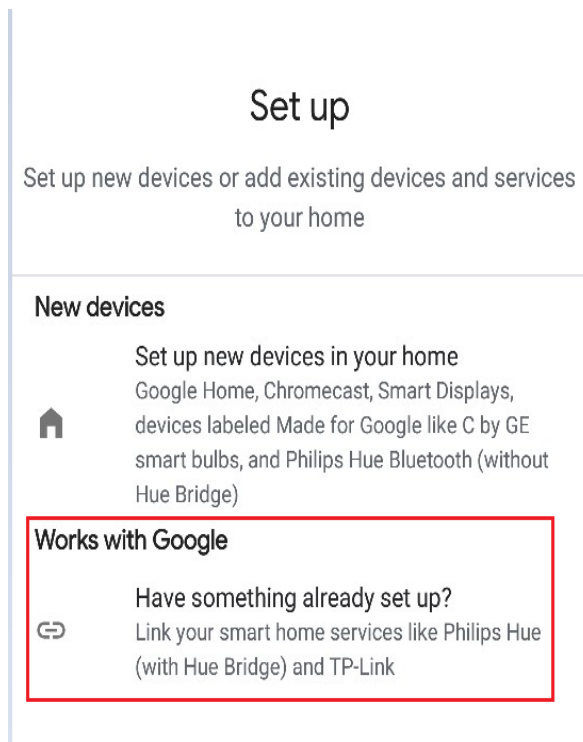 Set up
Set up new devices or add existing devices and services
to your home
New devices
Set up new devices in your home
Google Home, Chromecast, Smart Displays,
devices labeled Made for Google like C by GE
smart bulbs, and Philips Hue Bluetooth (without
Hue Bridge)
Works with Google
Have something already set up?
Link your smart home services like Philips Hue
(with Hue Bridge) and TP-Link